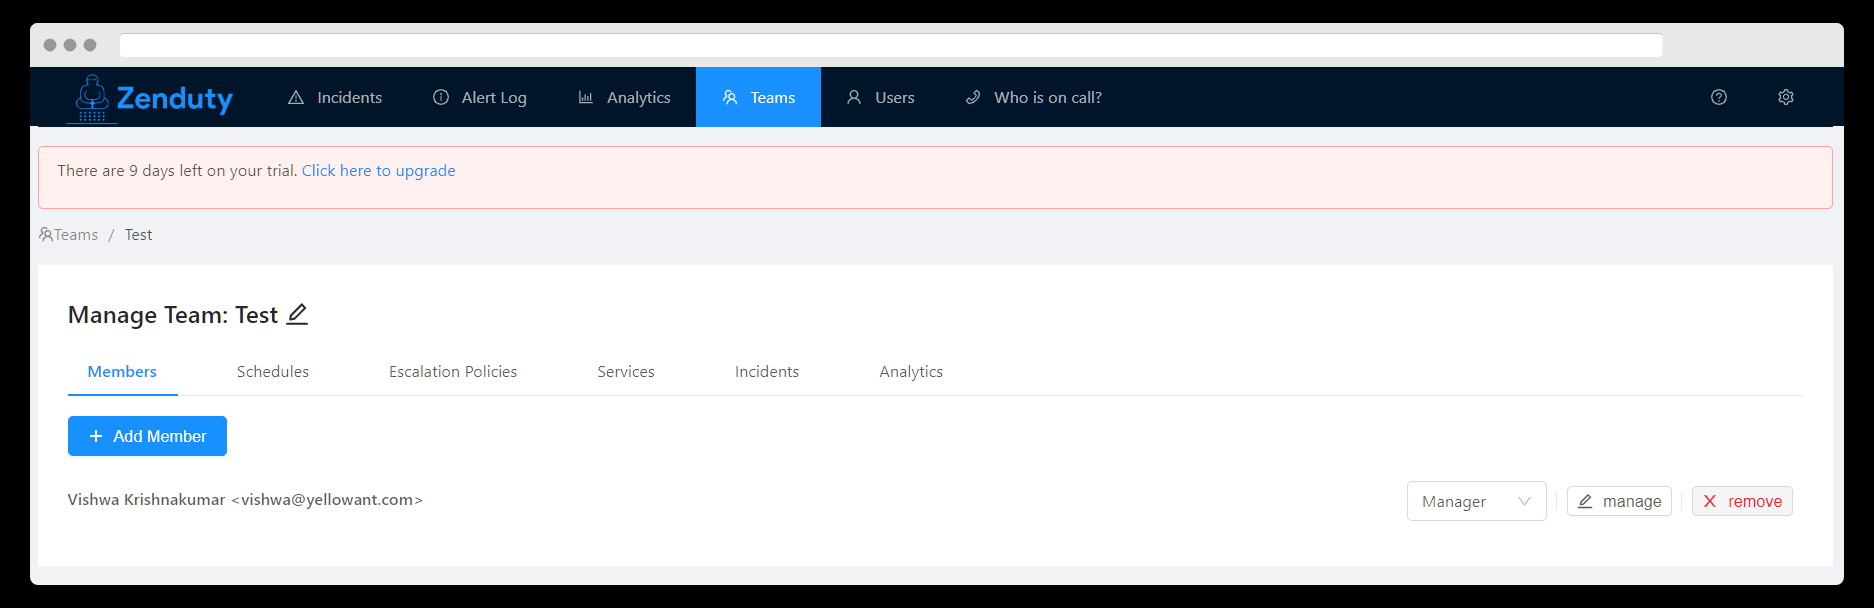 Zenduty Incidents Alert Log Analytics Teams Users Who is on call?
There are 9 days left on your trial. Click here to upgrade
Teams / Test
Manage Team: Test
Members Schedules Escalation Policies Services Incidents Analytics
+ Add Member
Vishwa Krishnakumar <vishwa@yellowant.com> Manager manage X remove